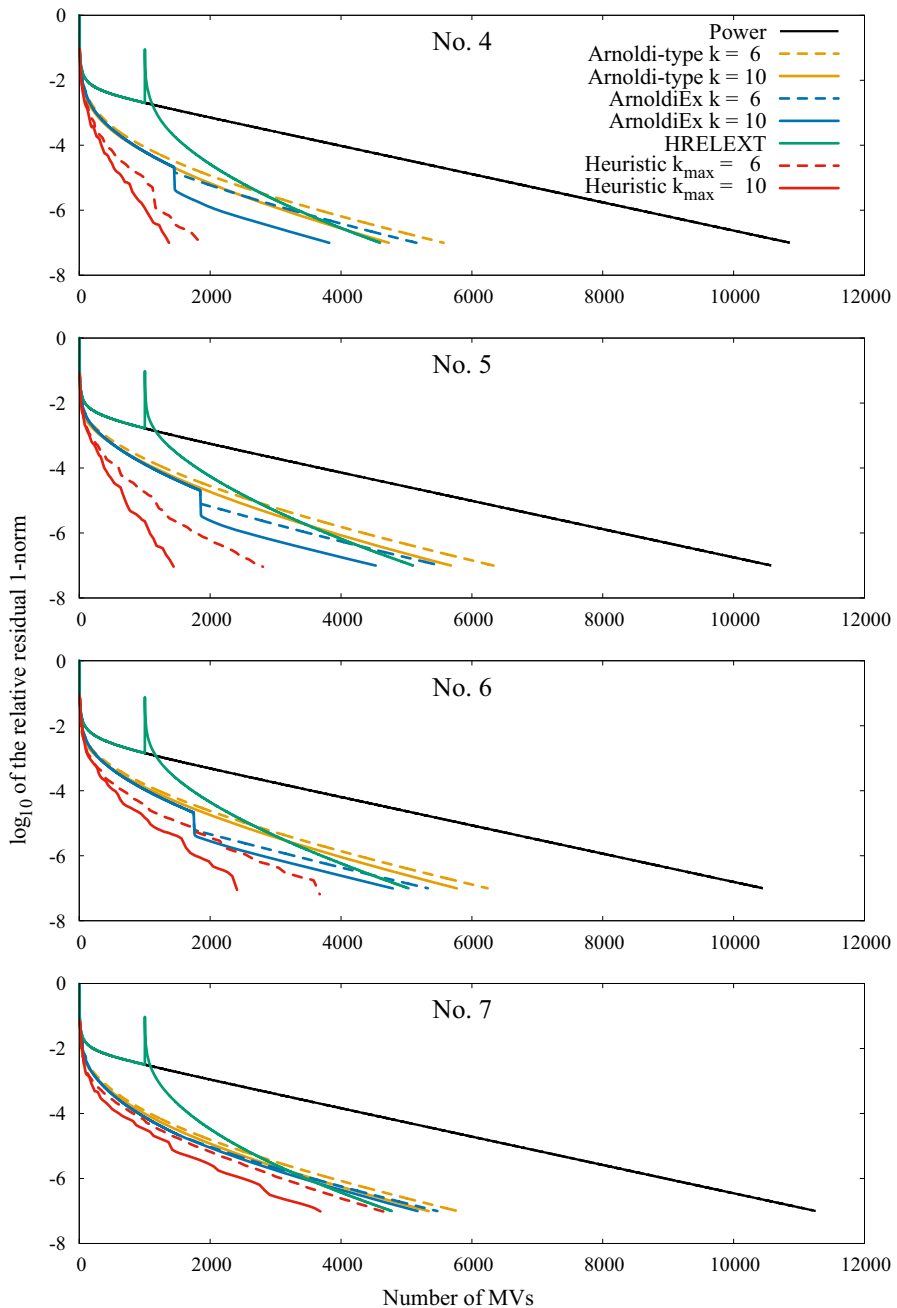 0
-2
-4
-6
-8
No. 4
Power
Arnoldi-type k = 6
Arnoldi-type k = 10
ArnoldiEx k = 6
ArnoldiEx k = 10
HRELEXT
Heuristic kmax = 6
Heuristic kmax = 10
0 2000 4000 6000 8000 10000 12000
0
-2
-4
-6
-8
No. 5
0 2000 4000 6000 8000 10000 12000
log10 of the relative residual 1-norm
0
-2
-4
-6
-8
No. 6
0 2000 4000 6000 8000 10000 12000
0
-2
-4
-6
-8
No. 7
0 2000 4000 6000 8000 10000 12000
Number of MVs